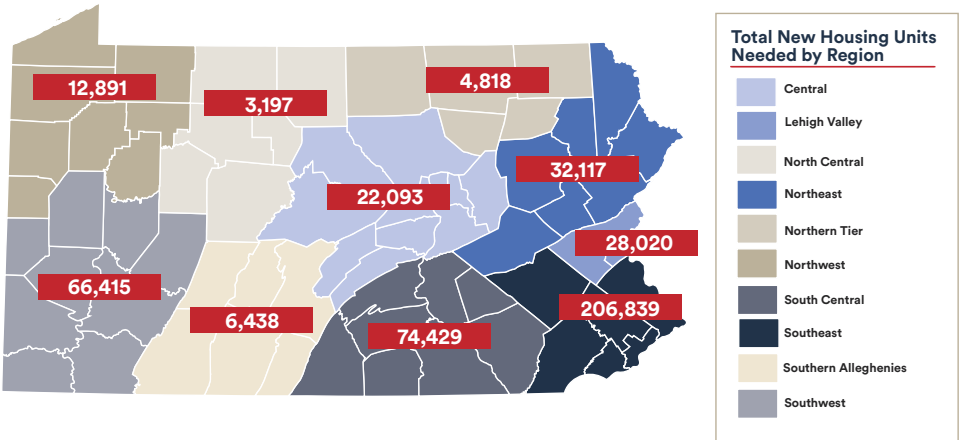 12,891
3,197
4,818
32,117
22,093
28,020
66,415
6,438
74,429
206,839
Total New Housing Units
Needed by Region
Central
Lehigh Valley
North Central
Northeast
Northern Tier
Northwest
South Central
Southeast
Southern Alleghenies
Southwest